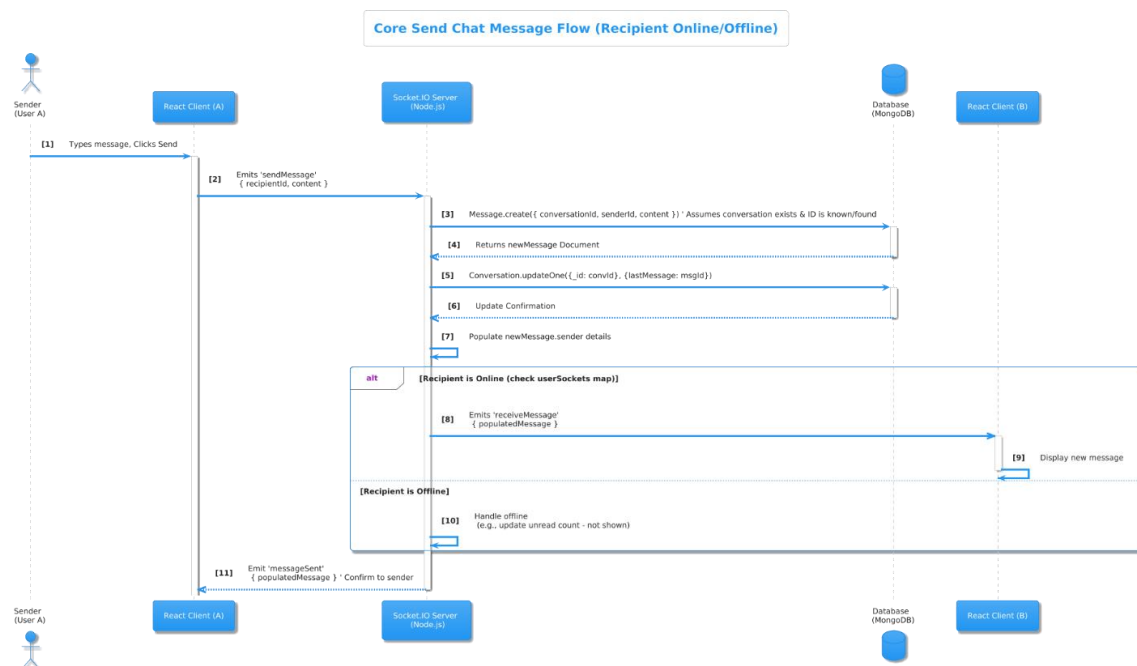 Core Send Chat Message Flow (Recipient Online/Offline)
Sender
(User A)
React Client (A)
Socket.IO Server
(Node.js)
Database
(MongoDB)
React Client (B)
[1] Types message, Clicks Send
[2] Emits 'sendMessage'
{ recipientId, content }
[3] Message.create({ conversationId, senderId, content }) ' Assumes conversation exists & ID is known/found
[4] Returns newMessage Document
[5] Conversation.updateOne({_id: convId}, {lastMessage: msgId})
[6] Update Confirmation
[7] Populate newMessage.sender details
alt [Recipient is Online (check userSockets map)]
[8] Emits 'receiveMessage'
{ populatedMessage }
[9] Display new message
[Recipient is Offline]
[10] Handle offline
(e.g., update unread count - not shown)
[11] Emit 'messageSent'
{ populatedMessage } ' Confirm to sender
Sender
(User A)
React Client (A)
Socket.IO Server
(Node.js)
Database
(MongoDB)
React Client (B)